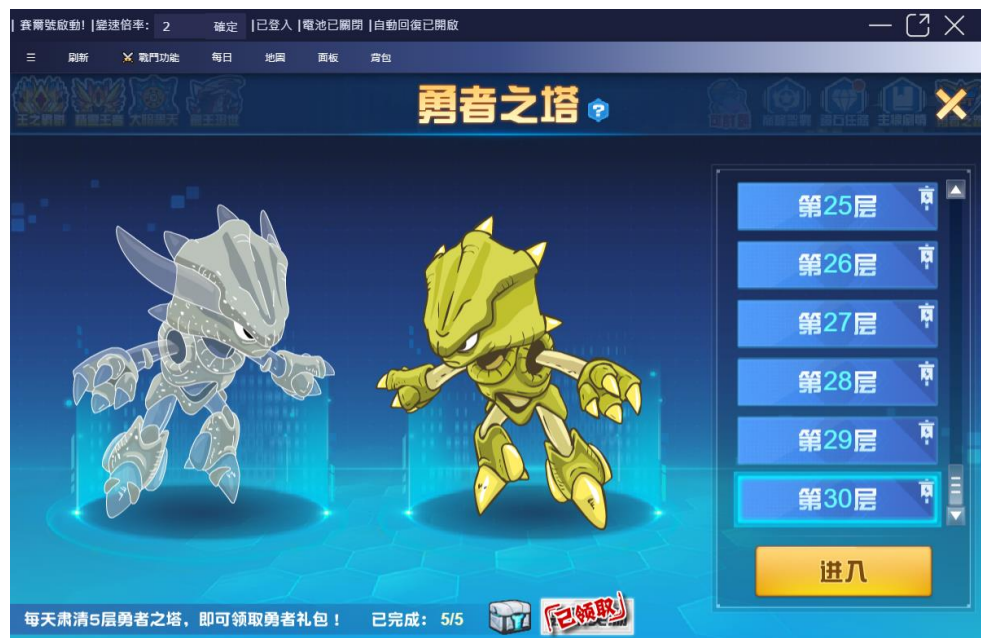 賽爾號啟動! |變速倍率: 2 確定 |已登入 |電池已關閉 |自動回復已開啟
☰ 刷新 戰鬥功能 每日 地圖 面板 背包
勇者之塔 ?
第25层
第26层
第27层
第28层
第29层
第30层
进入
每天肃清5层勇者之塔，即可领取勇者礼包！ 已完成： 5/5 已领取